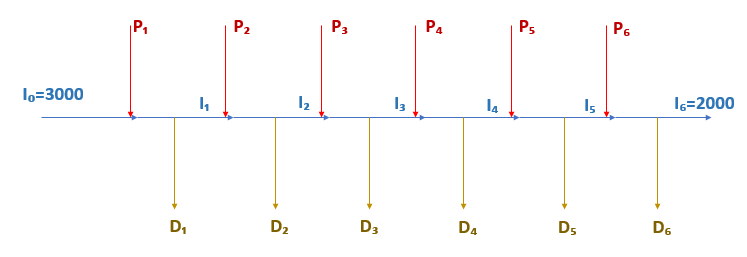 P₁ P₂ P₃ P₄ P₅ P₆
I₀=3000 I₁ I₂ I₃ I₄ I₅ I₆=2000
D₁ D₂ D₃ D₄ D₅ D₆